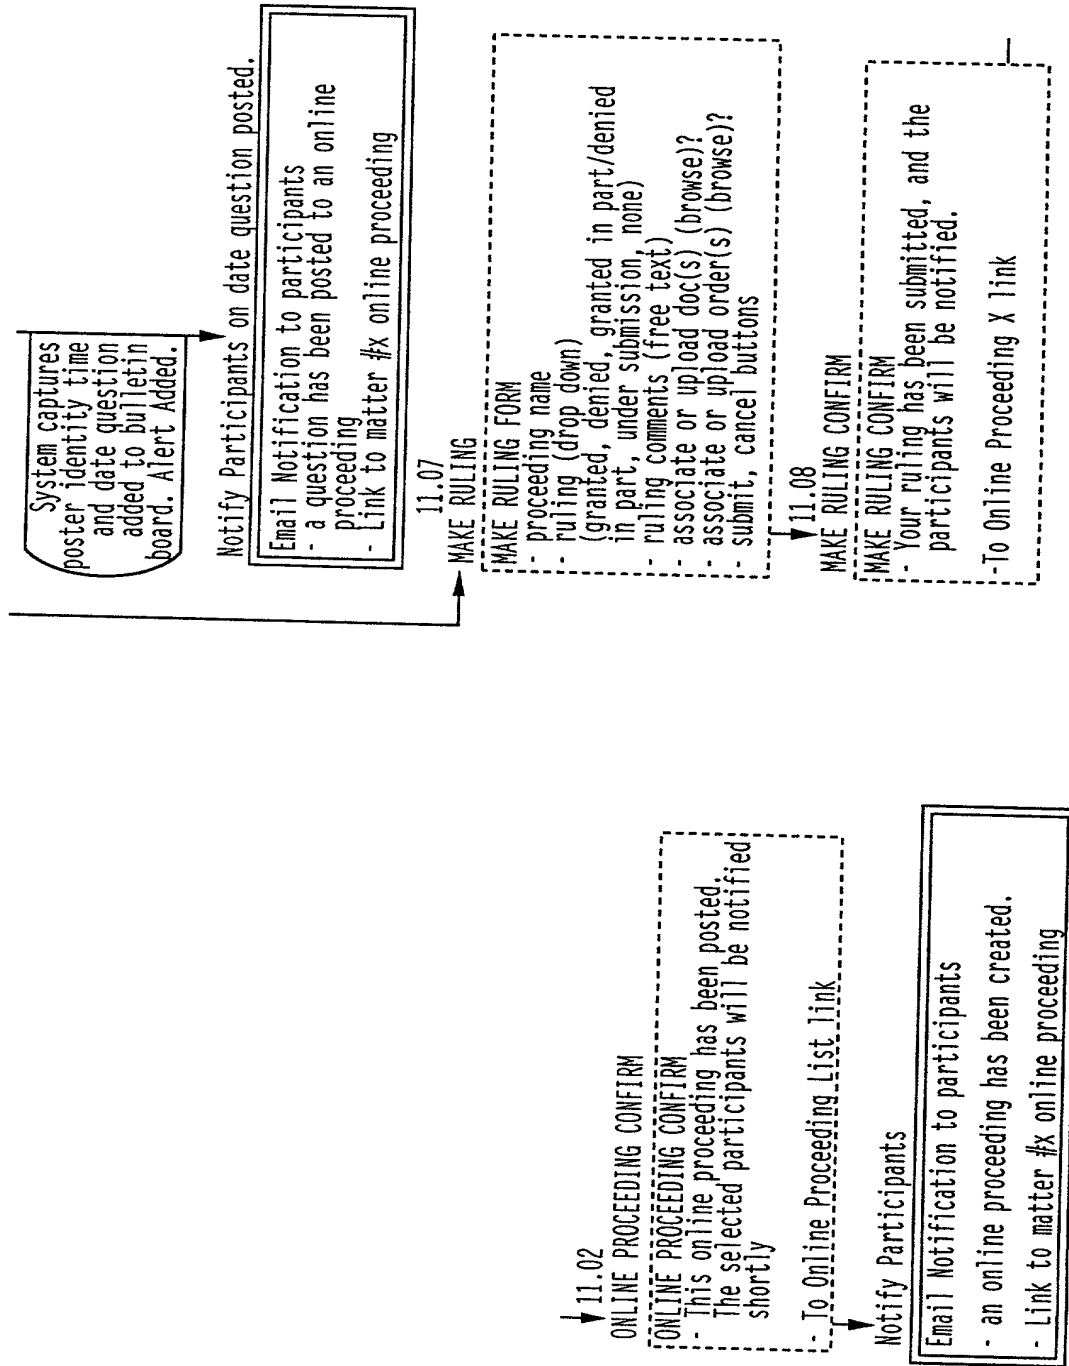 System captures
poster identity time
and date question
added to bulletin
board. Alert Added.
Notify Participants on date question posted.
Email Notification to participants
- a question has been posted to an online
proceeding
- Link to matter #x online proceeding
11.07
MAKE RULING
MAKE RULING FORM
- proceeding name
- ruling (drop down)
(granted, denied, granted in part/denied
in part, under submission, none)
- ruling comments (free text)
- associate or upload doc(s) (browse)?
- associate or upload order(s) (browse)?
- submit, cancel buttons
11.08
MAKE RULING CONFIRM
MAKE RULING CONFIRM
- Your ruling has been submitted, and the
participants will be notified.
-To Online Proceeding X link
11.02
ONLINE PROCEEDING CONFIRM
ONLINE PROCEEDING CONFIRM
- This online proceeding has been posted.
The selected participants will be notified
shortly
- To Online Proceeding List link
Notify Participants
Email Notification to participants
- an online proceeding has been created.
- Link to matter #x online proceeding